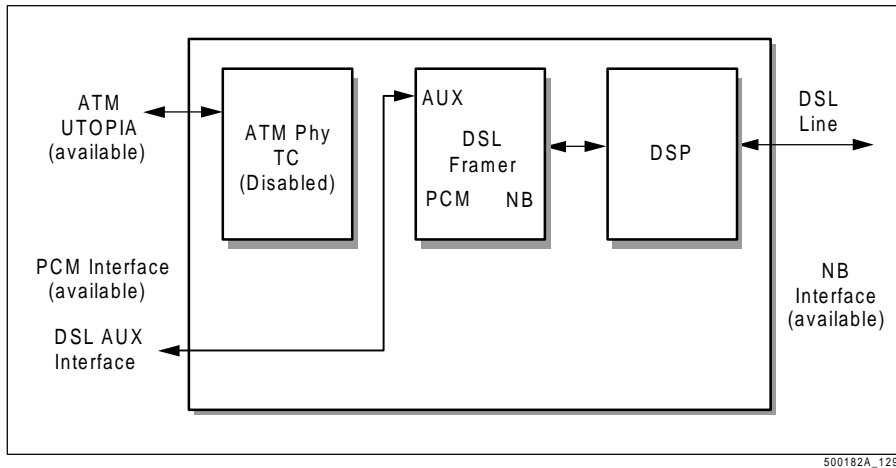 ATM
UTOPIA
(available)
ATM Phy
TC
(Disabled)
AUX
DSL
Framer
PCM NB
DSP
DSL
Line
PCM Interface
(available)
DSL AUX
Interface
NB
Interface
(available)
500182A_129